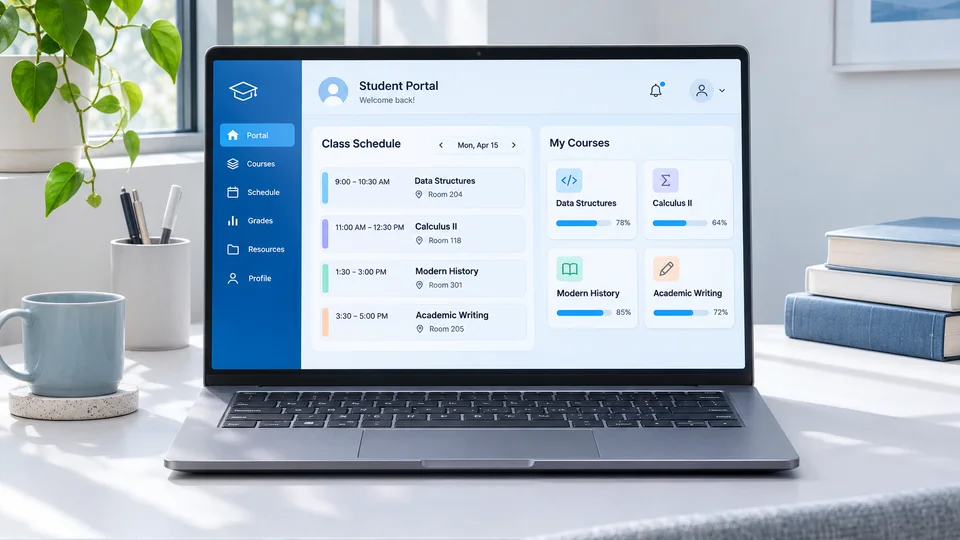 Student Portal
Welcome back!
Portal
Courses
Schedule
Grades
Resources
Profile
Class Schedule
Mon, Apr 15
9:00 – 10:30 AM
Data Structures
Room 204
11:00 AM – 12:30 PM
Calculus II
Room 118
1:30 – 3:00 PM
Modern History
Room 301
3:30 – 5:00 PM
Academic Writing
Room 205
My Courses
Data Structures
78%
Calculus II
64%
Modern History
85%
Academic Writing
72%